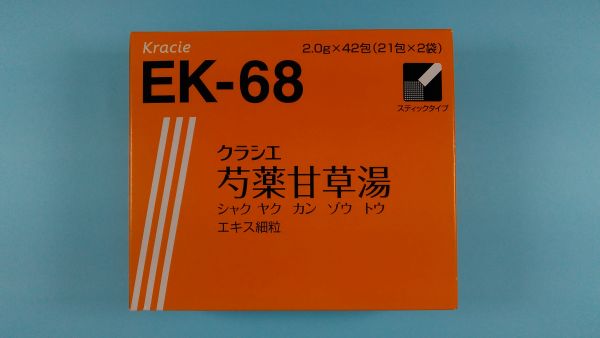 Kracie
2.0g×42包(21包×2袋)
EK-68
スティックタイプ
クラシエ
芍薬甘草湯
シャク ヤク カン ゾウ トウ
エキス細粒